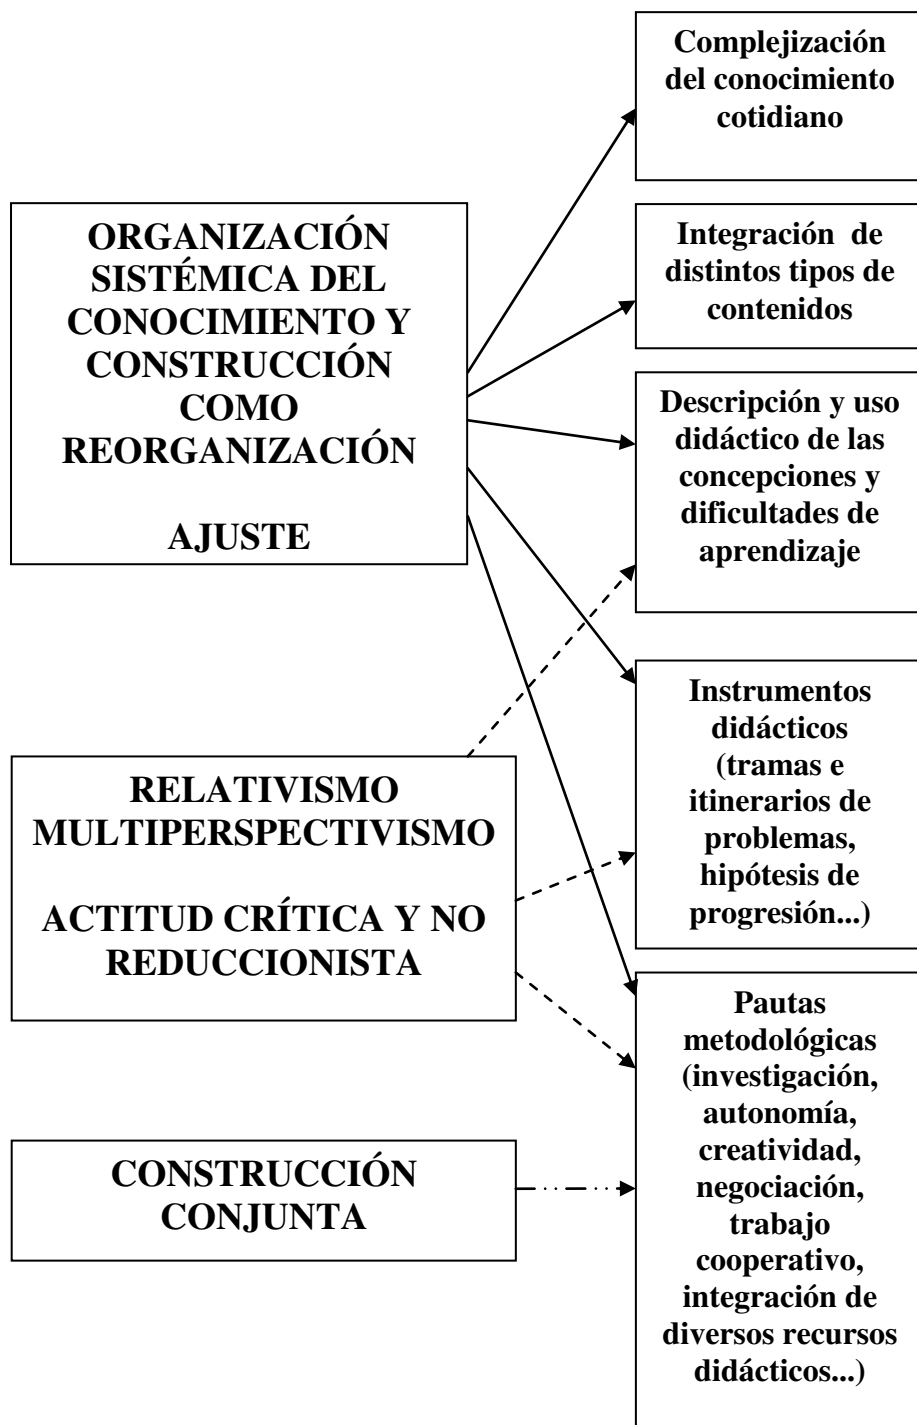 ORGANIZACIÓN
SISTÉMICA DEL
CONOCIMIENTO Y
CONSTRUCCIÓN
COMO
REORGANIZACIÓN
AJUSTE
RELATIVISMO
MULTIPERSPECTIVISMO
ACTITUD CRÍTICA Y NO
REDUCCIONISTA
CONSTRUCCIÓN
CONJUNTA
Complejización
del conocimiento
cotidiano
Integración de
distintos tipos de
contenidos
Descripción y uso
didáctico de las
concepciones y
dificultades de
aprendizaje
Instrumentos
didácticos
(tramas e
itinerarios de
problemas,
hipótesis de
progresión...)
Pautas
metodológicas
(investigación,
autonomía,
creatividad,
negociación,
trabajo
cooperativo,
integración de
diversos recursos
didácticos...)